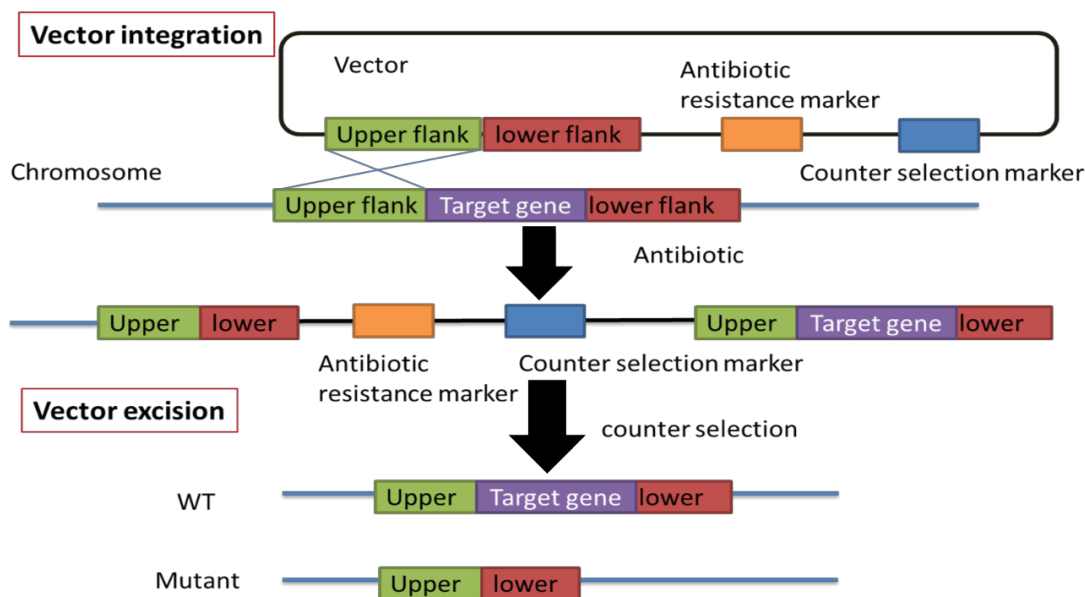 Vector integration
Vector
Antibiotic
resistance marker
Upper flank
lower flank
Counter selection marker
Chromosome
Upper flank
Target gene
lower flank
Antibiotic
Upper
lower
Upper
Target gene
lower
Antibiotic
resistance marker
Counter selection marker
Vector excision
counter selection
WT
Upper
Target gene
lower
Mutant
Upper
lower